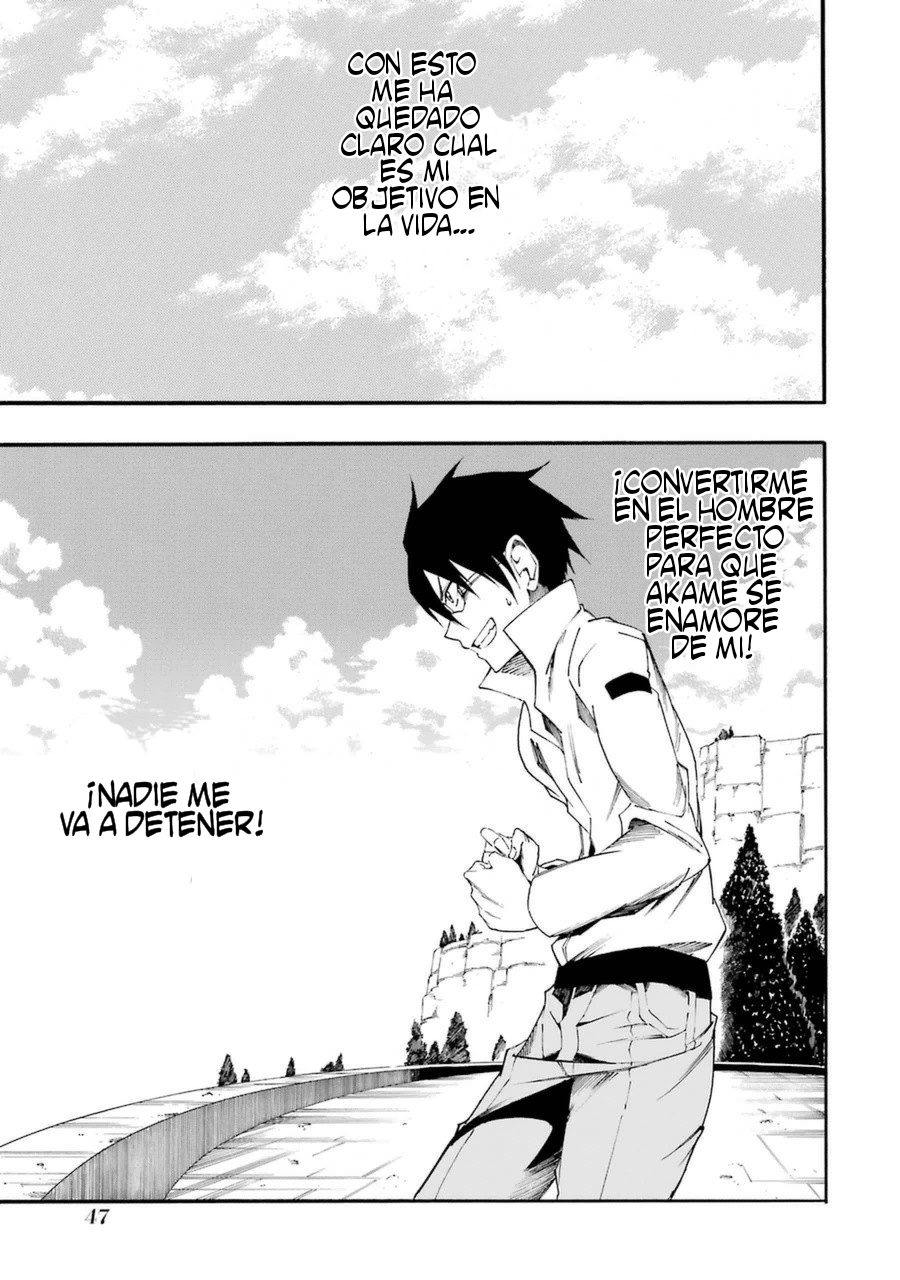 CON ESTO
ME HA
QUEDADO
CLARO CUAL
ES MI
OBJETIVO EN
LA VIDA...
¡CONVERTIRME
EN EL HOMBRE
PERFECTO
PARA QUE
AKAME SE
ENAMORE
DE MI!
¡NADIE ME
VA A DETENER!
47